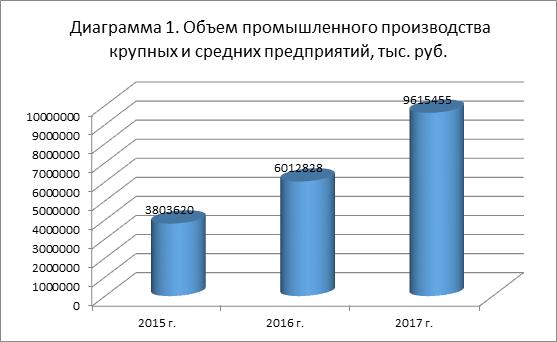 Диаграмма 1. Объем промышленного производства
крупных и средних предприятий, тыс. руб.
10000000
9000000
8000000
7000000
6000000
5000000
4000000
3000000
2000000
1000000
0
3803620
6012828
9615455
2015 г.
2016 г.
2017 г.